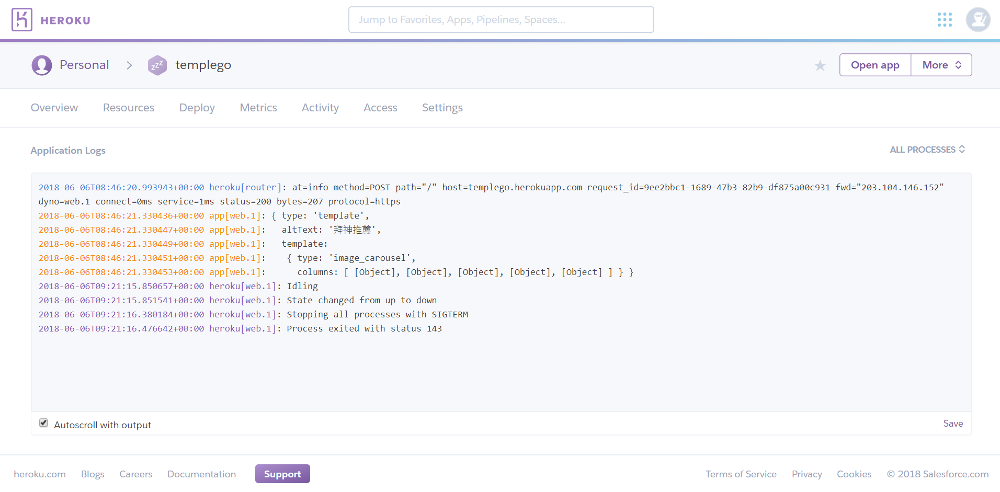 HEROKU
Jump to Favorites, Apps, Pipelines, Spaces...
Personal
zzz
templego
Open app
More
Overview
Resources
Deploy
Metrics
Activity
Access
Settings
Application Logs
ALL PROCESSES
2018-06-06T08:46:20.993943+00:00 heroku[router]: at=info method=POST path="/" host=templego.herokuapp.com request_id=9ee2bbc1-1689-47b3-82b9-df875a00c931 fwd="203.104.146.152"
dyno=web.1 connect=0ms service=1ms status=200 bytes=207 protocol=https
2018-06-06T08:46:21.330436+00:00 app[web.1]: { type: 'template',
2018-06-06T08:46:21.330447+00:00 app[web.1]:   altText: '拜神推薦',
2018-06-06T08:46:21.330449+00:00 app[web.1]:   template:
2018-06-06T08:46:21.330451+00:00 app[web.1]:    { type: 'image_carousel',
2018-06-06T08:46:21.330453+00:00 app[web.1]:      columns: [ [Object], [Object], [Object], [Object], [Object] ] } }
2018-06-06T09:21:15.850657+00:00 heroku[web.1]: Idling
2018-06-06T09:21:15.851541+00:00 heroku[web.1]: State changed from up to down
2018-06-06T09:21:16.380184+00:00 heroku[web.1]: Stopping all processes with SIGTERM
2018-06-06T09:21:16.476642+00:00 heroku[web.1]: Process exited with status 143
Autoscroll with output
Save
heroku.com
Blogs
Careers
Documentation
Support
Terms of Service
Privacy
Cookies
© 2018 Salesforce.com